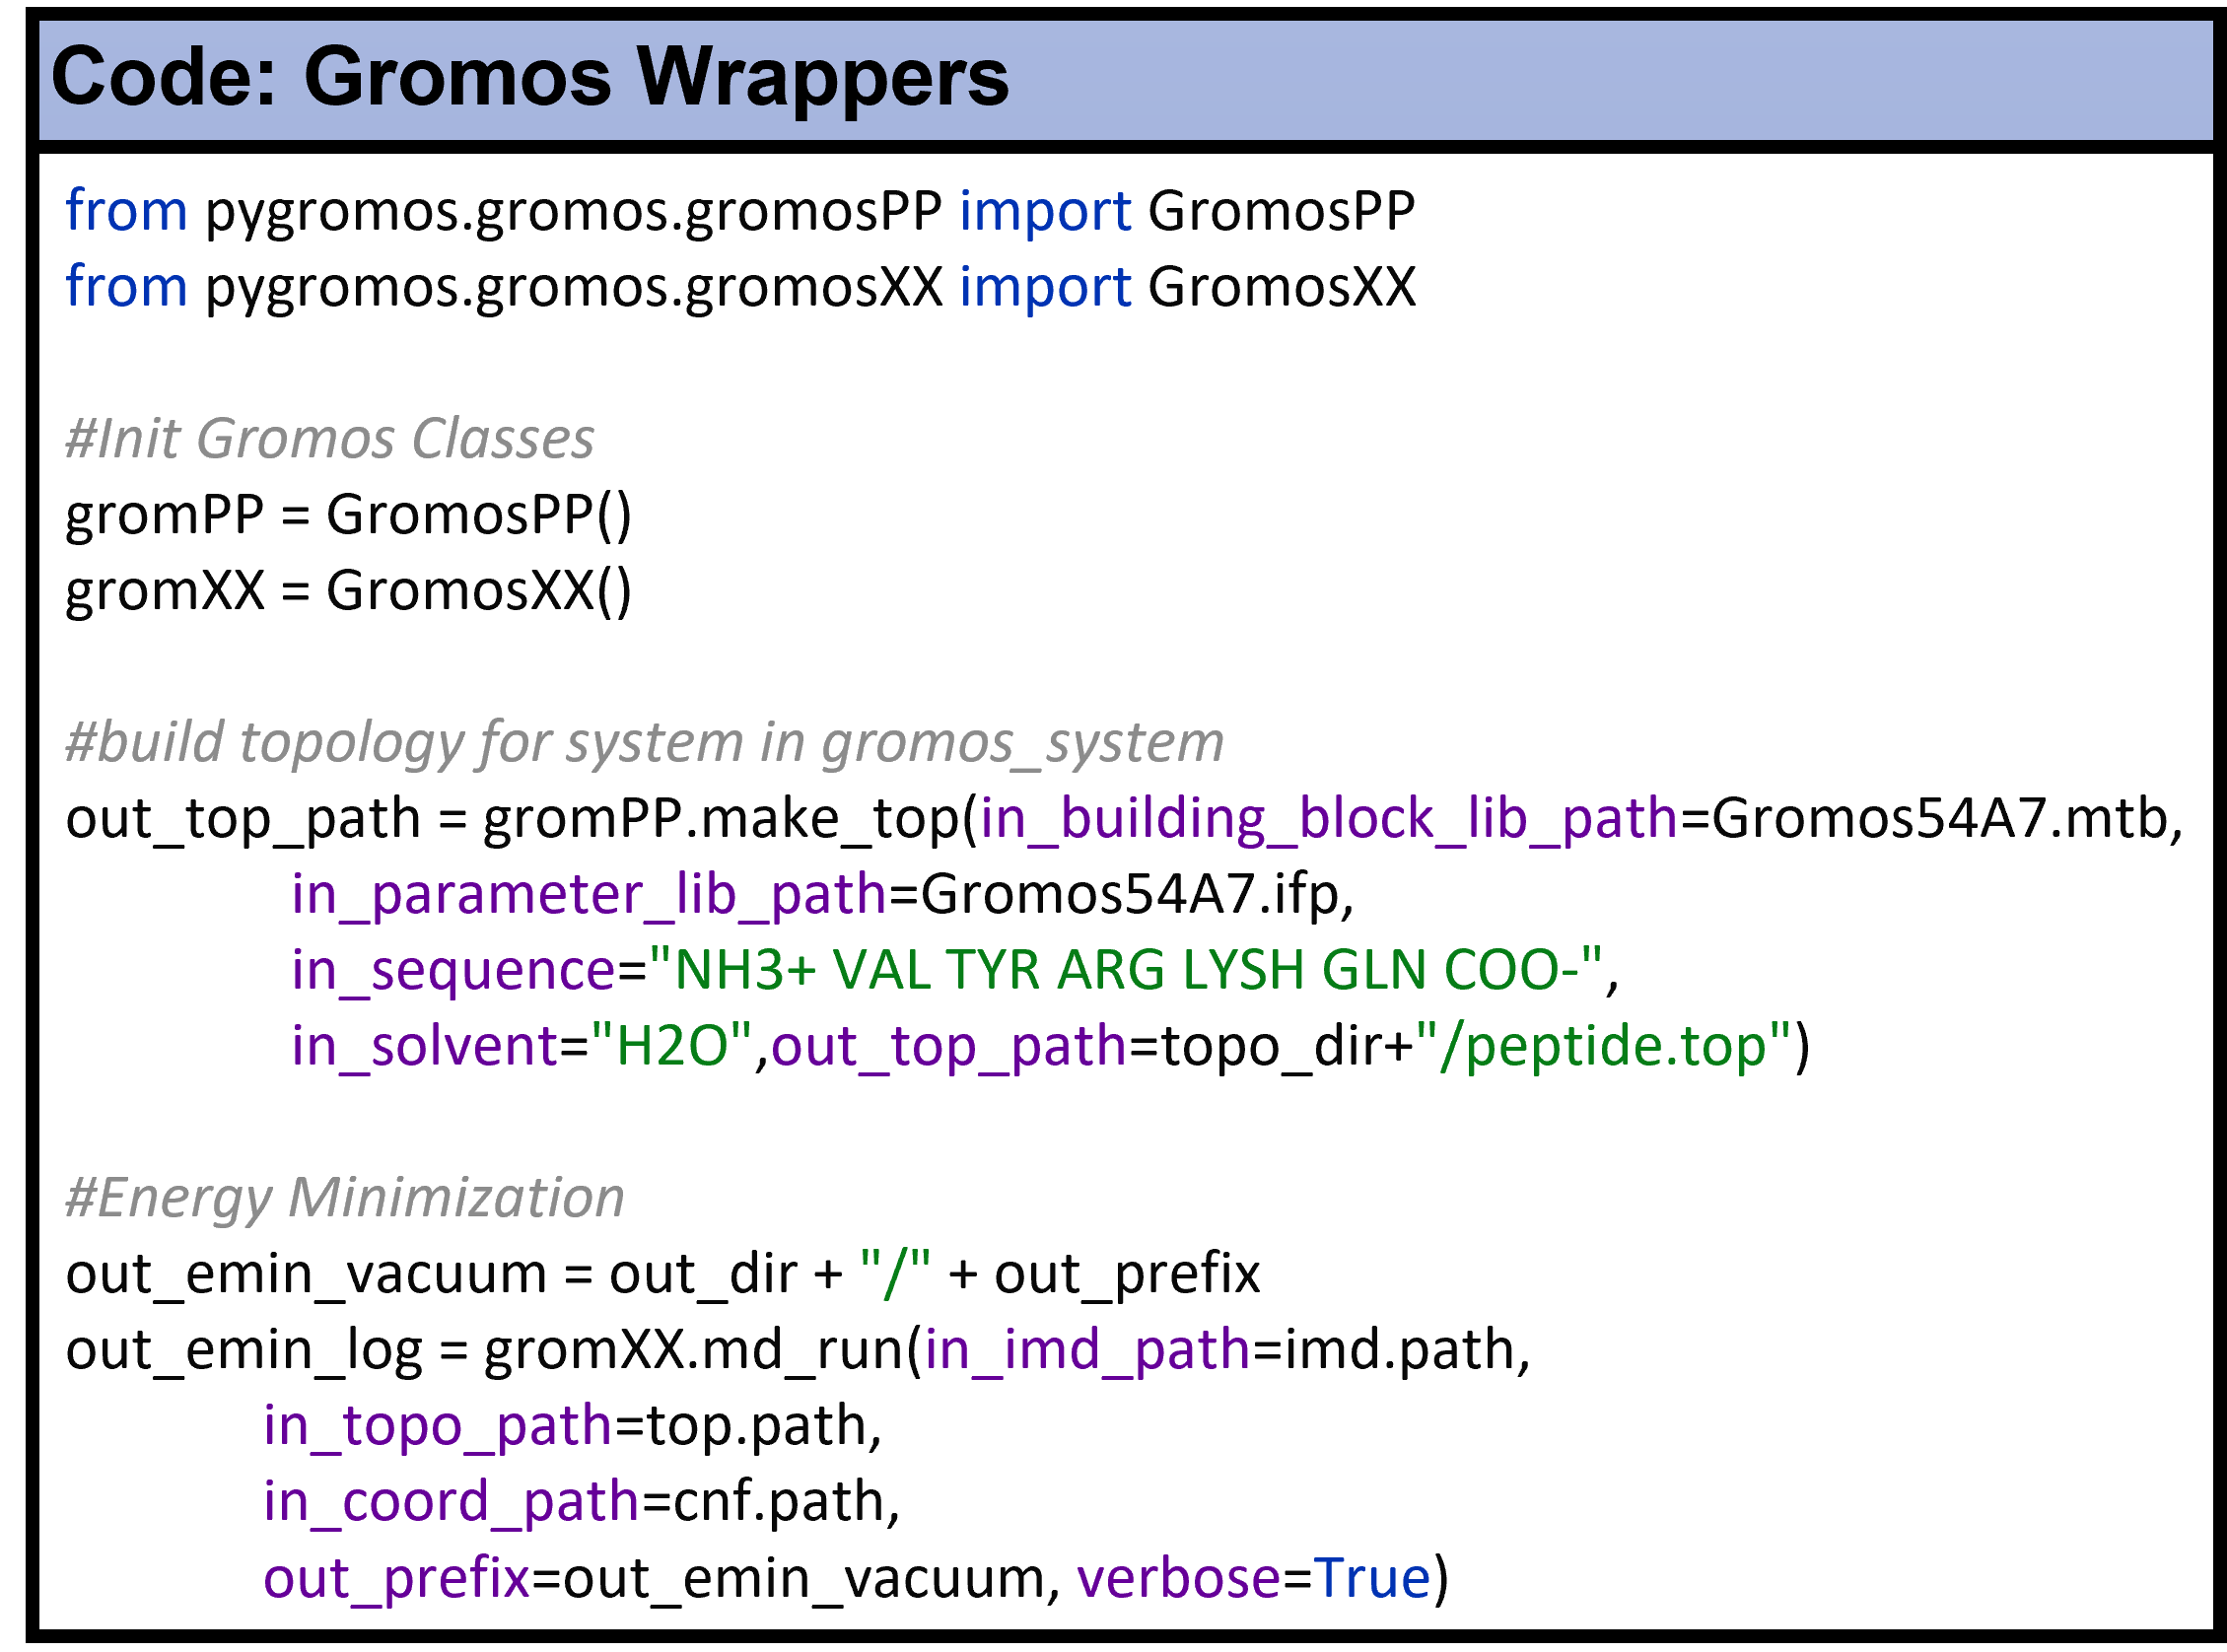 Code: Gromos Wrappers
from pygromos.gromos.gromosPP import GromosPP
from pygromos.gromos.gromosXX import GromosXX
#Init Gromos Classes
gromPP = GromosPP()
gromXX = GromosXX()
#build topology for system in gromos_system
out_top_path = gromPP.make_top(in_building_block_lib_path=Gromos54A7.mtb,
in_parameter_lib_path=Gromos54A7.ifp,
in_sequence="NH3+ VAL TYR ARG LYSH GLN COO-",
in_solvent="H2O",out_top_path=topo_dir+"/peptide.top")
#Energy Minimization
out_emin_vacuum = out_dir + "/" + out_prefix
out_emin_log = gromXX.md_run(in_imd_path=imd.path,
in_topo_path=top.path,
in_coord_path=cnf.path,
out_prefix=out_emin_vacuum, verbose=True)